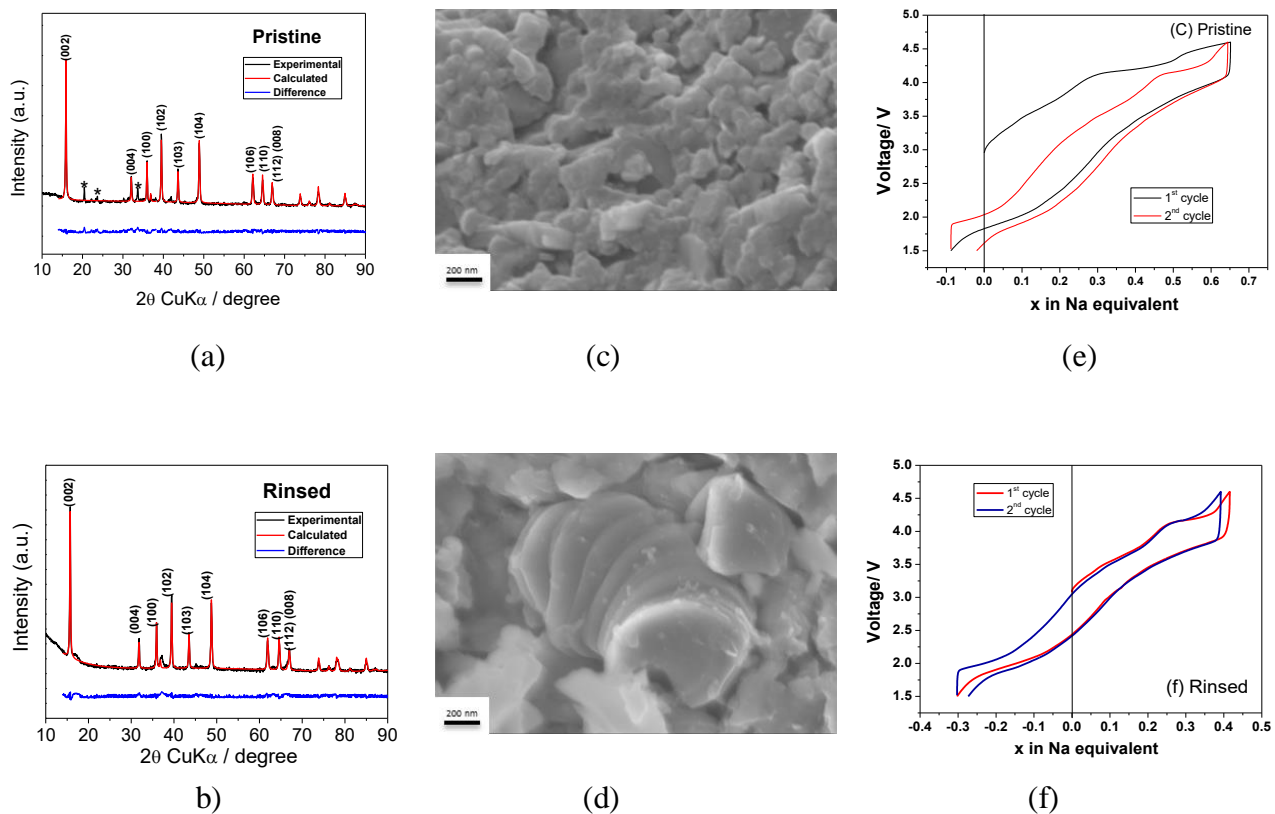 Pristine
Experimental
Calculated
Difference
(002)
(004)
(100)
(102)
(103)
(104)
(106)
(110)
(112) (008)
*
*
*
Intensity (a.u.)
10 20 30 40 50 60 70 80 90
2θ CuKα / degree
(a)
200 nm
(c)
(C) Pristine
5.0
4.5
4.0
3.5
3.0
2.5
2.0
1.5
Voltage/ V
1st cycle
2nd cycle
-0.1 0.0 0.1 0.2 0.3 0.4 0.5 0.6 0.7
x in Na equivalent
(e)
Rinsed
Experimental
Calculated
Difference
(002)
(004)
(100)
(102)
(103)
(104)
(106)
(110)
(112) (008)
Intensity (a.u.)
10 20 30 40 50 60 70 80 90
2θ CuKα / degree
b)
200 nm
(d)
5.0
4.5
4.0
3.5
3.0
2.5
2.0
1.5
Voltage/ V
1st cycle
2nd cycle
(f) Rinsed
-0.4 -0.3 -0.2 -0.1 0.0 0.1 0.2 0.3 0.4 0.5
x in Na equivalent
(f)